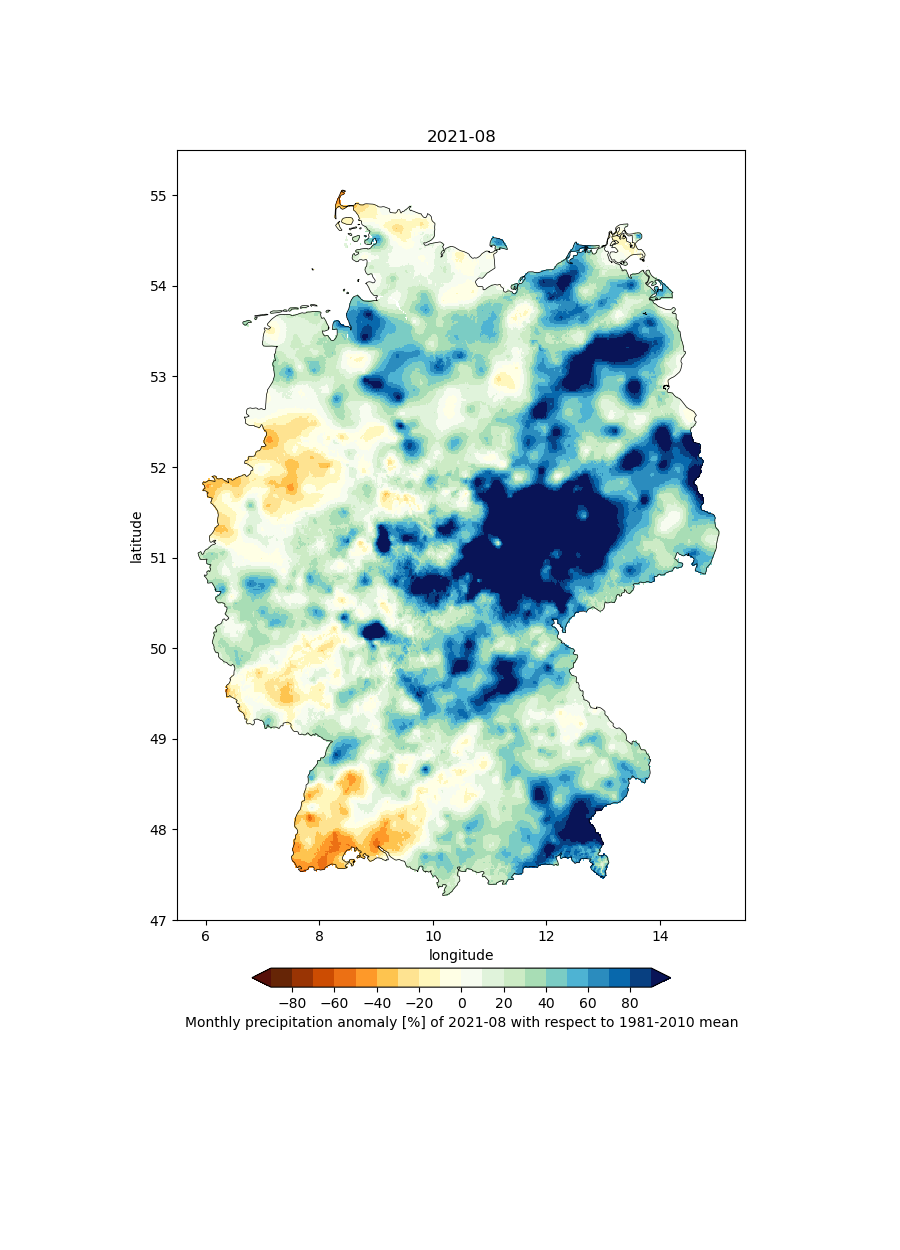 2021-08
55
54
53
52
51
50
49
48
47
latitude
6 8 10 12 14
longitude
−80 −60 −40 −20 0 20 40 60 80
Monthly precipitation anomaly [%] of 2021-08 with respect to 1981-2010 mean